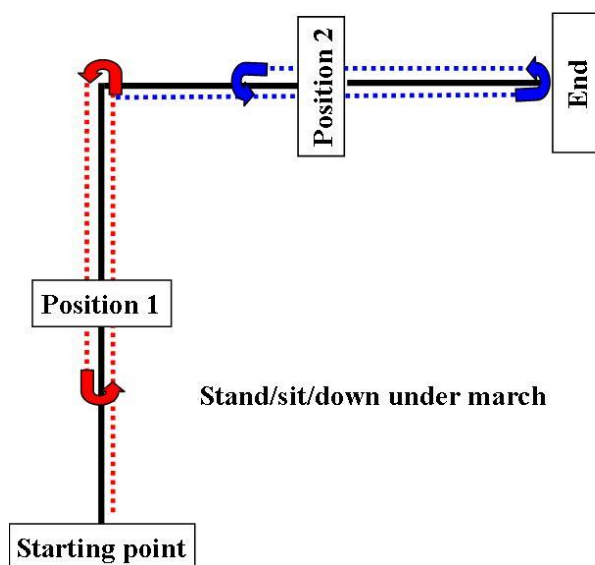 Position 2
End
Position 1
Stand/sit/down under march
Starting point